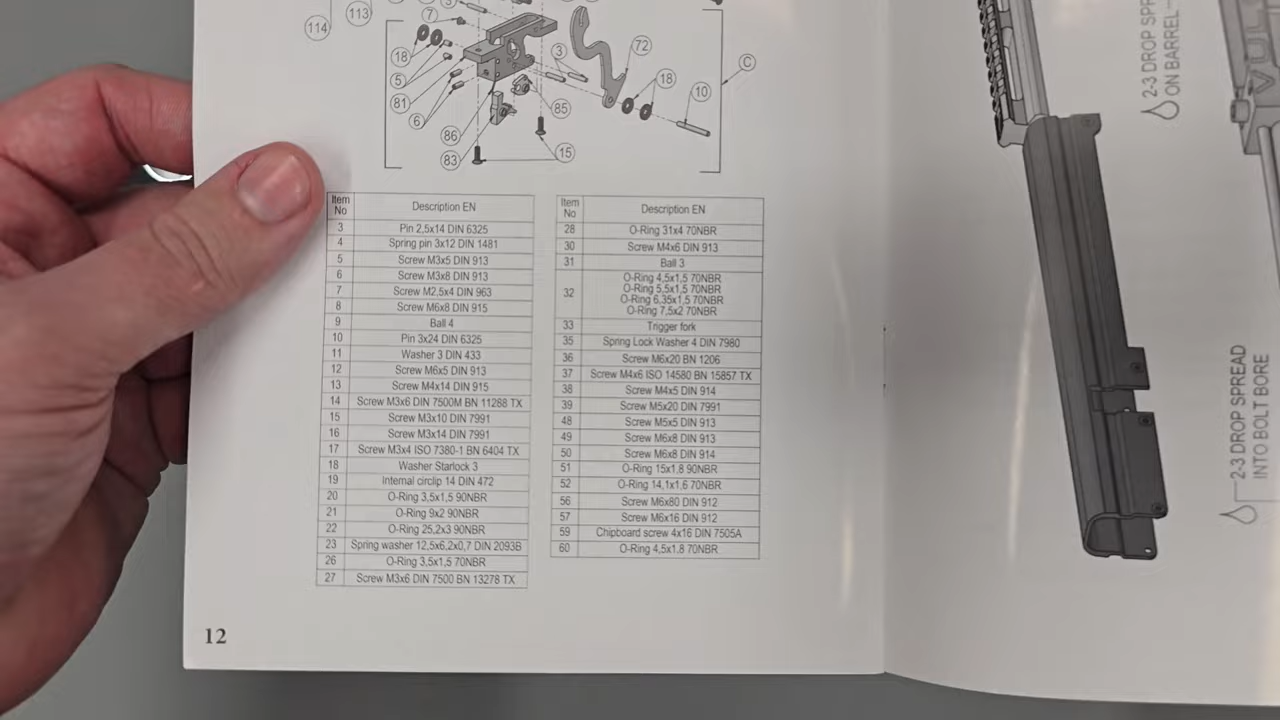 114
113
7
3
18
5
81
6
3
72
18
C
10
85
86
83
15
Item No Description EN
3 Pin 2,5x14 DIN 6325
4 Spring pin 3x12 DIN 1481
5 Screw M3x5 DIN 913
6 Screw M3x8 DIN 913
7 Screw M2,5x4 DIN 963
8 Screw M6x8 DIN 915
9 Ball 4
10 Pin 3x24 DIN 6325
11 Washer 3 DIN 433
12 Screw M6x5 DIN 913
13 Screw M4x14 DIN 915
14 Screw M3x6 DIN 7500M BN 11268 TX
15 Screw M3x10 DIN 7991
16 Screw M3x14 DIN 7991
17 Screw M3x4 ISO 7380-1 BN 6404 TX
18 Washer Starlock 3
19 Internal circlip 14 DIN 472
20 O-Ring 3,5x1,5 90NBR
21 O-Ring 9x2 90NBR
22 O-Ring 25,2x3 90NBR
23 Spring washer 12,5x6,2x0,7 DIN 2093B
26 O-Ring 3,5x1,5 70NBR
27 Screw M3x6 DIN 7500 BN 13278 TX
Item No Description EN
28 O-Ring 31x4 70NBR
30 Screw M4x6 DIN 913
31 Ball 3
32 O-Ring 4,5x1,5 70NBR
O-Ring 5,5x1,5 70NBR
O-Ring 6,35x1,5 70NBR
O-Ring 7,5x2 70NBR
33 Trigger fork
35 Spring Lock Washer 4 DIN 7980
36 Screw M6x20 BN 1206
37 Screw M4x6 ISO 14580 BN 15857 TX
38 Screw M4x5 DIN 914
39 Screw M5x20 DIN 7991
48 Screw M5x5 DIN 913
49 Screw M6x8 DIN 913
50 Screw M6x8 DIN 914
51 O-Ring 15x1,8 90NBR
52 O-Ring 14,1x1,6 70NBR
56 Screw M6x80 DIN 912
57 Screw M6x16 DIN 912
59 Chipboard screw 4x16 DIN 7505A
60 O-Ring 4,5x1,8 70NBR
12
2-3 DROP
ON BARREL
VUL
2-3 DROP SPREAD
INTO BOLT BORE